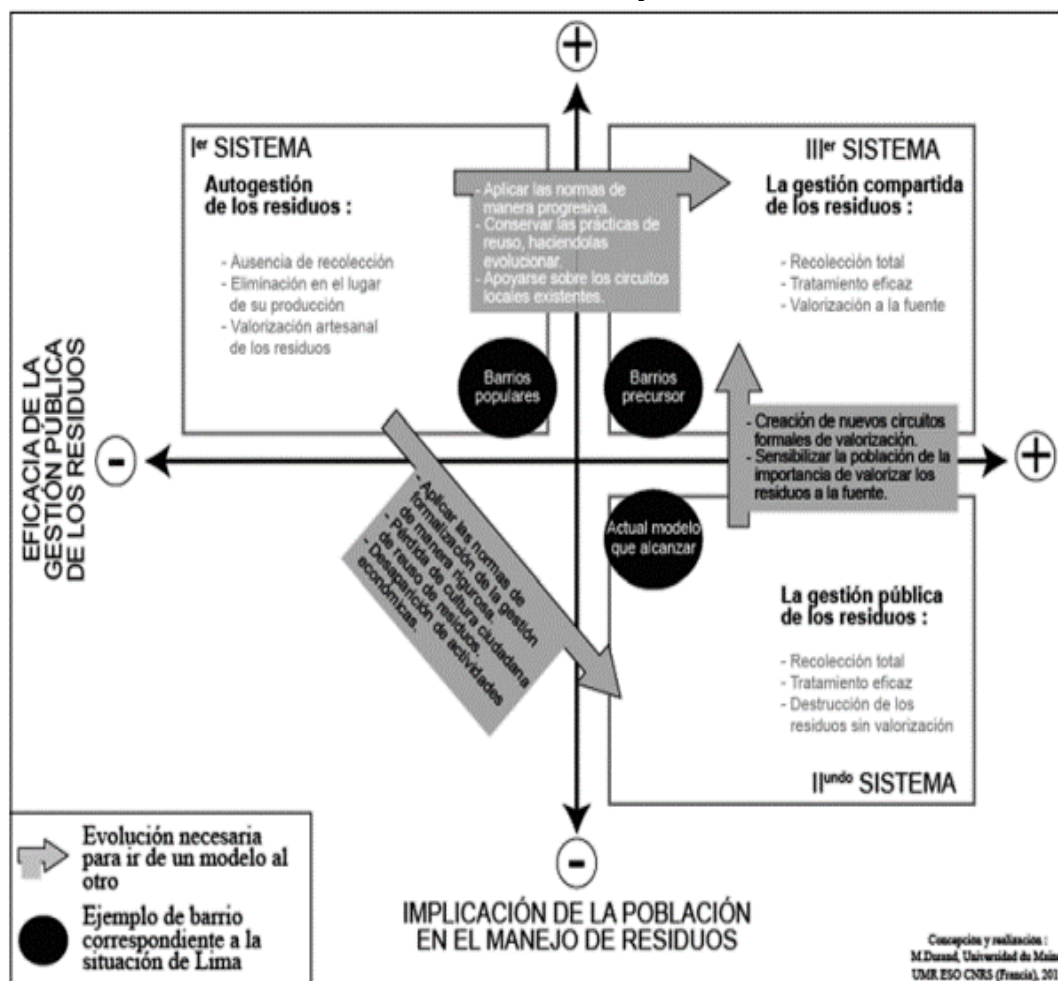 Ier SISTEMA
Autogestión
de los residuos :
- Ausencia de recolección
- Eliminación en el lugar
de su producción
- Valorización artesanal
de los residuos
- Aplicar las normas de
manera progresiva.
- Conservar las prácticas de
reuso, haciendolas
evolucionar.
- Apoyarse sobre los circuitos
locales existentes.
IIIer SISTEMA
La gestión compartida
de los residuos :
- Recolección total
- Tratamiento eficaz
- Valorización a la fuente
Barrios
populares
Barrios
precursor
EFICACIA DE LA
GESTIÓN PÚBLICA
DE LOS RESIDUOS
+
-
+
- Creación de nuevos circuitos
formales de valorización.
- Sensibilizar la población de la
importancia de valorizar los
residuos a la fuente.
- Aplicar las normas de
formalización de la gestión
de manera rigurosa.
- Pérdida de cultura ciudadana
de reuso de residuos.
- Desaparición de actividades
económicas.
Actual modelo
que alcanzar
La gestión pública
de los residuos :
- Recolección total
- Tratamiento eficaz
- Destrucción de los
residuos sin valorización
IIundo SISTEMA
-
IMPLICACIÓN DE LA POBLACIÓN
EN EL MANEJO DE RESIDUOS
Evolución necesaria
para ir de un modelo al
otro
Ejemplo de barrio
correspondiente a la
situación de Lima
Concepción y realización :
M.Durand, Universidad du Maine
UMR ESO CNRS (Francia), 201